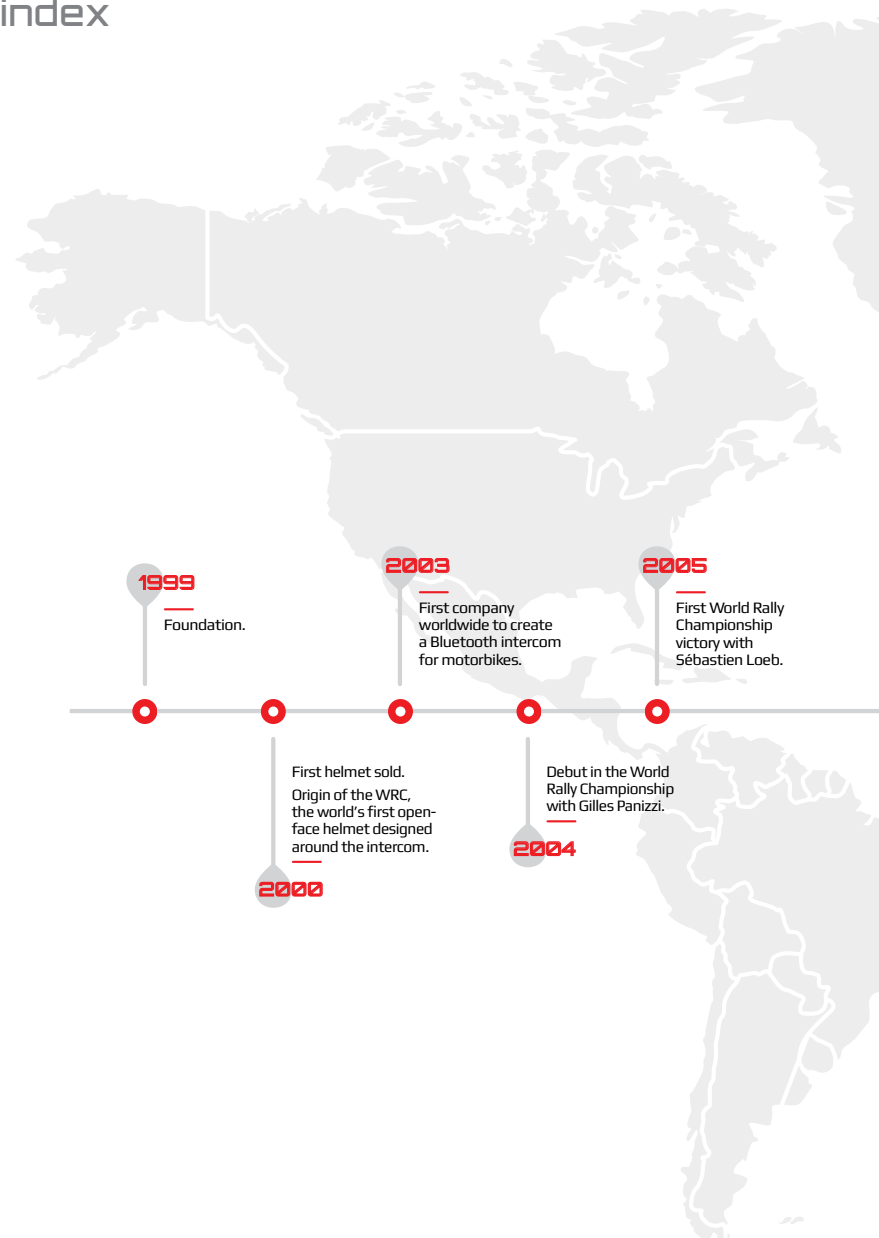 index
1999
Foundation.
2003
First company
worldwide to create
a Bluetooth intercom
for motorbikes.
2005
First World Rally
Championship
victory with
Sébastien Loeb.
First helmet sold.
Origin of the WRC,
the world’s first open-
face helmet designed
around the intercom.
2000
Debut in the World
Rally Championship
with Gilles Panizzi.
2004